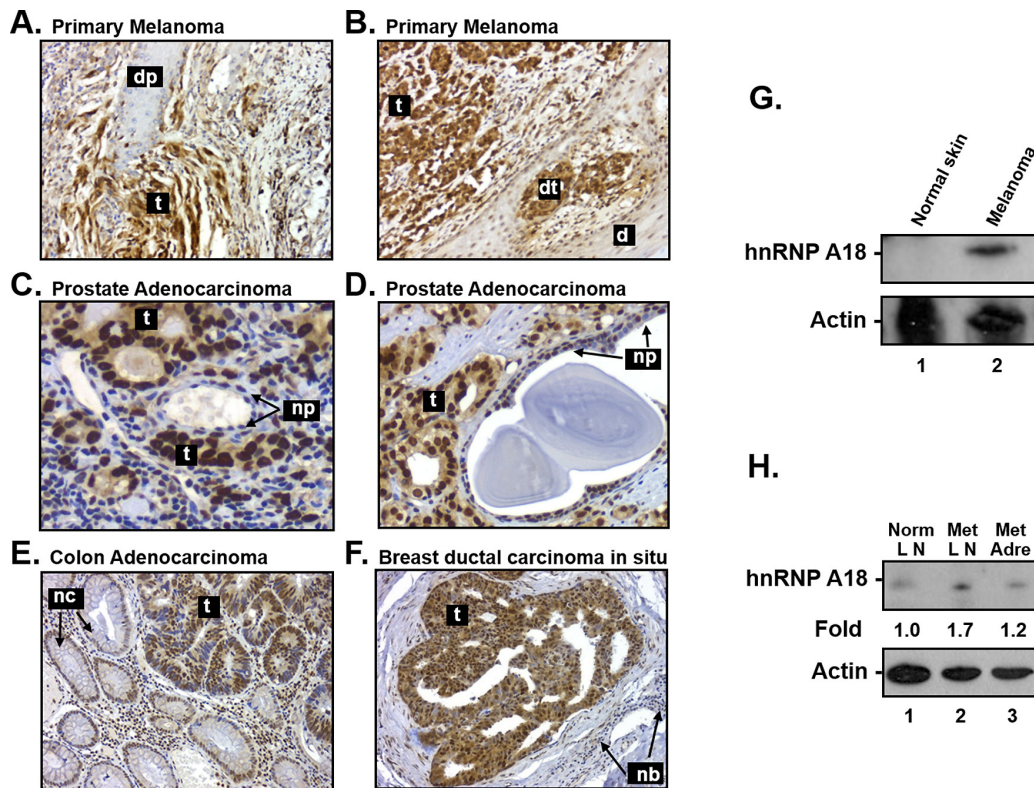 A. Primary Melanoma
dp
t
B. Primary Melanoma
t
dt
d
C. Prostate Adenocarcinoma
t
np
t
D. Prostate Adenocarcinoma
np
t
E. Colon Adenocarcinoma
nc
t
F. Breast ductal carcinoma in situ
t
nb
G.
Normal skin
Melanoma
hnRNP A18
Actin
1 2
H.
Norm Met Met
L N L N Adre
hnRNP A18
Fold 1.0 1.7 1.2
Actin
1 2 3